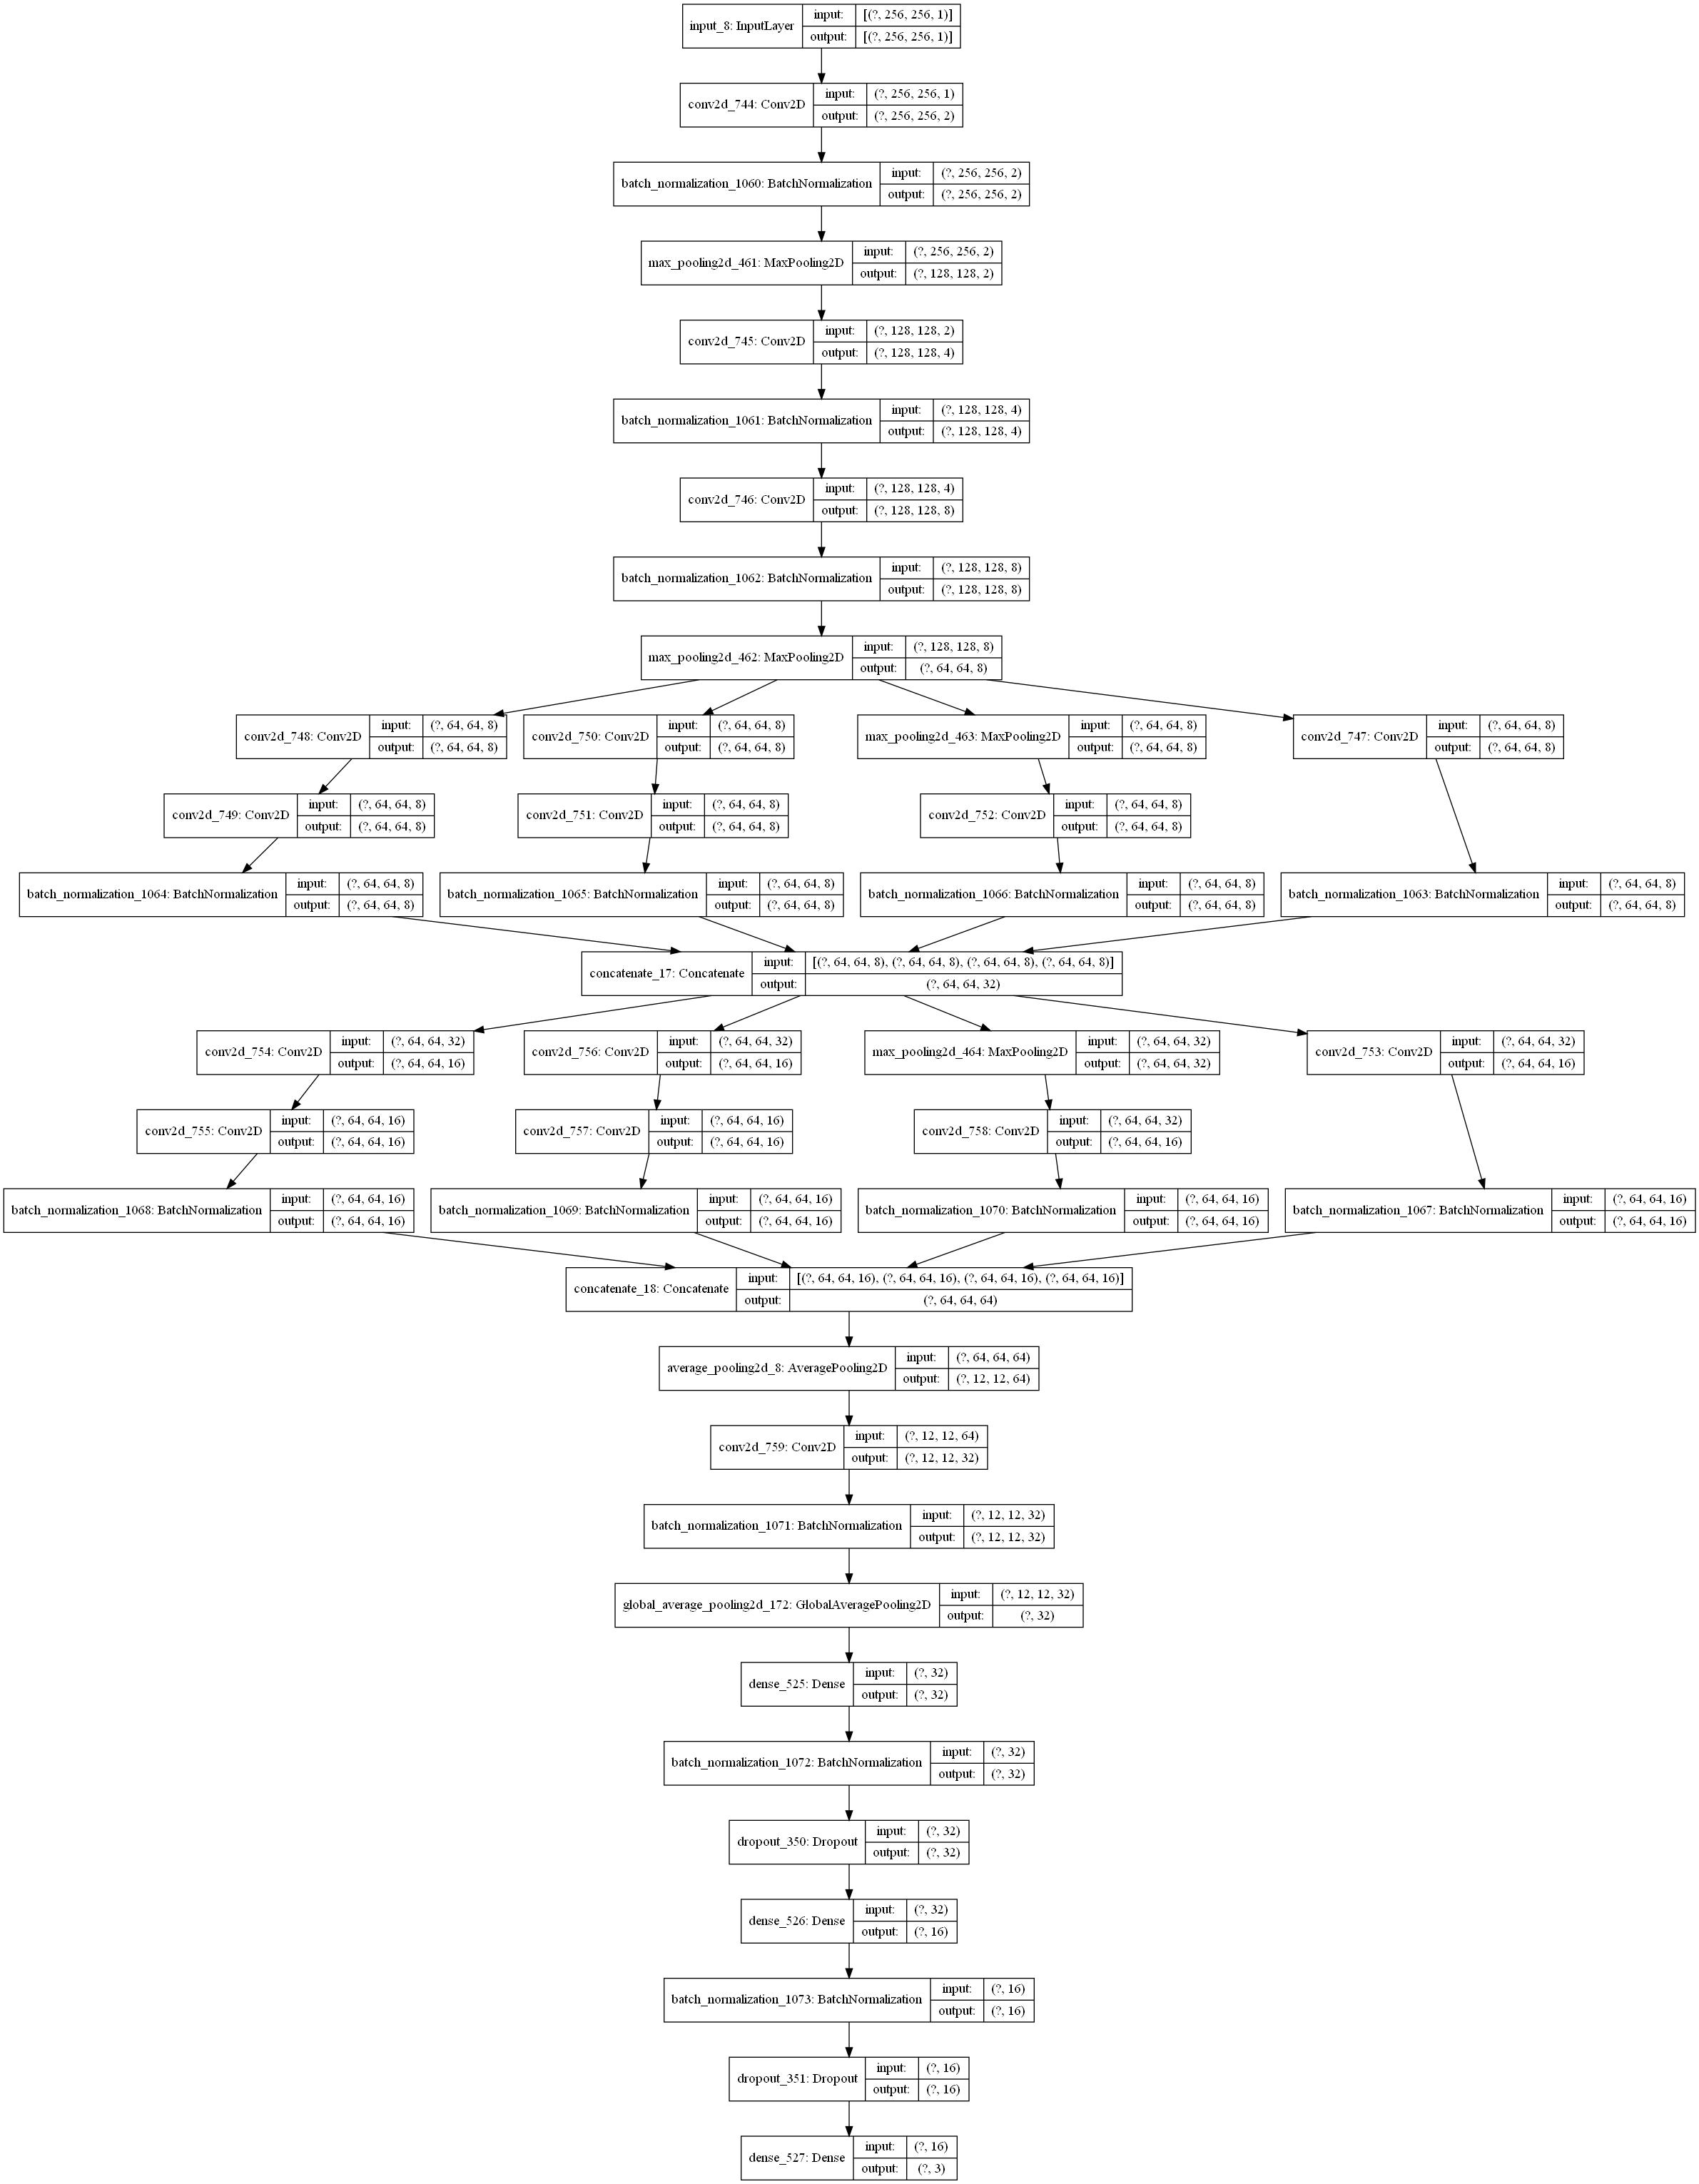 input_8: InputLayer
input: [(?, 256, 256, 1)]
output: [(?, 256, 256, 1)]
conv2d_744: Conv2D
input: (?, 256, 256, 1)
output: (?, 256, 256, 2)
batch_normalization_1060: BatchNormalization
input: (?, 256, 256, 2)
output: (?, 256, 256, 2)
max_pooling2d_461: MaxPooling2D
input: (?, 256, 256, 2)
output: (?, 128, 128, 2)
conv2d_745: Conv2D
input: (?, 128, 128, 2)
output: (?, 128, 128, 4)
batch_normalization_1061: BatchNormalization
input: (?, 128, 128, 4)
output: (?, 128, 128, 4)
conv2d_746: Conv2D
input: (?, 128, 128, 4)
output: (?, 128, 128, 8)
batch_normalization_1062: BatchNormalization
input: (?, 128, 128, 8)
output: (?, 128, 128, 8)
max_pooling2d_462: MaxPooling2D
input: (?, 128, 128, 8)
output: (?, 64, 64, 8)
conv2d_748: Conv2D
input: (?, 64, 64, 8)
output: (?, 64, 64, 8)
conv2d_750: Conv2D
input: (?, 64, 64, 8)
output: (?, 64, 64, 8)
max_pooling2d_463: MaxPooling2D
input: (?, 64, 64, 8)
output: (?, 64, 64, 8)
conv2d_747: Conv2D
input: (?, 64, 64, 8)
output: (?, 64, 64, 8)
conv2d_749: Conv2D
input: (?, 64, 64, 8)
output: (?, 64, 64, 8)
conv2d_751: Conv2D
input: (?, 64, 64, 8)
output: (?, 64, 64, 8)
conv2d_752: Conv2D
input: (?, 64, 64, 8)
output: (?, 64, 64, 8)
batch_normalization_1064: BatchNormalization
input: (?, 64, 64, 8)
output: (?, 64, 64, 8)
batch_normalization_1065: BatchNormalization
input: (?, 64, 64, 8)
output: (?, 64, 64, 8)
batch_normalization_1066: BatchNormalization
input: (?, 64, 64, 8)
output: (?, 64, 64, 8)
batch_normalization_1063: BatchNormalization
input: (?, 64, 64, 8)
output: (?, 64, 64, 8)
concatenate_17: Concatenate
input: [(?, 64, 64, 8), (?, 64, 64, 8), (?, 64, 64, 8), (?, 64, 64, 8)]
output: (?, 64, 64, 32)
conv2d_754: Conv2D
input: (?, 64, 64, 32)
output: (?, 64, 64, 16)
conv2d_756: Conv2D
input: (?, 64, 64, 32)
output: (?, 64, 64, 16)
max_pooling2d_464: MaxPooling2D
input: (?, 64, 64, 32)
output: (?, 64, 64, 32)
conv2d_753: Conv2D
input: (?, 64, 64, 32)
output: (?, 64, 64, 16)
conv2d_755: Conv2D
input: (?, 64, 64, 16)
output: (?, 64, 64, 16)
conv2d_757: Conv2D
input: (?, 64, 64, 16)
output: (?, 64, 64, 16)
conv2d_758: Conv2D
input: (?, 64, 64, 32)
output: (?, 64, 64, 16)
batch_normalization_1068: BatchNormalization
input: (?, 64, 64, 16)
output: (?, 64, 64, 16)
batch_normalization_1069: BatchNormalization
input: (?, 64, 64, 16)
output: (?, 64, 64, 16)
batch_normalization_1070: BatchNormalization
input: (?, 64, 64, 16)
output: (?, 64, 64, 16)
batch_normalization_1067: BatchNormalization
input: (?, 64, 64, 16)
output: (?, 64, 64, 16)
concatenate_18: Concatenate
input: [(?, 64, 64, 16), (?, 64, 64, 16), (?, 64, 64, 16), (?, 64, 64, 16)]
output: (?, 64, 64, 64)
average_pooling2d_8: AveragePooling2D
input: (?, 64, 64, 64)
output: (?, 12, 12, 64)
conv2d_759: Conv2D
input: (?, 12, 12, 64)
output: (?, 12, 12, 32)
batch_normalization_1071: BatchNormalization
input: (?, 12, 12, 32)
output: (?, 12, 12, 32)
global_average_pooling2d_172: GlobalAveragePooling2D
input: (?, 12, 12, 32)
output: (?, 32)
dense_525: Dense
input: (?, 32)
output: (?, 32)
batch_normalization_1072: BatchNormalization
input: (?, 32)
output: (?, 32)
dropout_350: Dropout
input: (?, 32)
output: (?, 32)
dense_526: Dense
input: (?, 32)
output: (?, 16)
batch_normalization_1073: BatchNormalization
input: (?, 16)
output: (?, 16)
dropout_351: Dropout
input: (?, 16)
output: (?, 16)
dense_527: Dense
input: (?, 16)
output: (?, 3)